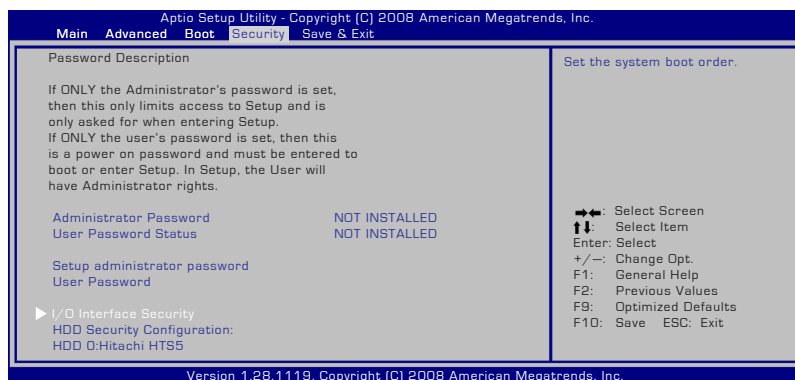 Aptio Setup Utility - Copyright (C) 2008 American Megatrends, Inc.
Main Advanced Boot Security Save & Exit
Password Description
If ONLY the Administrator's password is set,
then this only limits access to Setup and is
only asked for when entering Setup.
If ONLY the user's password is set, then this
is a power on password and must be entered to
boot or enter Setup. In Setup, the User will
have Administrator rights.
Administrator Password NOT INSTALLED
User Password Status NOT INSTALLED
Setup administrator password
User Password
I/O Interface Security
HDD Security Configuration:
HDD 0:Hitachi HTS5
Set the system boot order.
→←: Select Screen
↑↓: Select Item
Enter: Select
+/—: Change Opt.
F1: General Help
F2: Previous Values
F9: Optimized Defaults
F10: Save ESC: Exit
Version 1.28.1119. Copyright (C) 2008 American Megatrends, Inc.